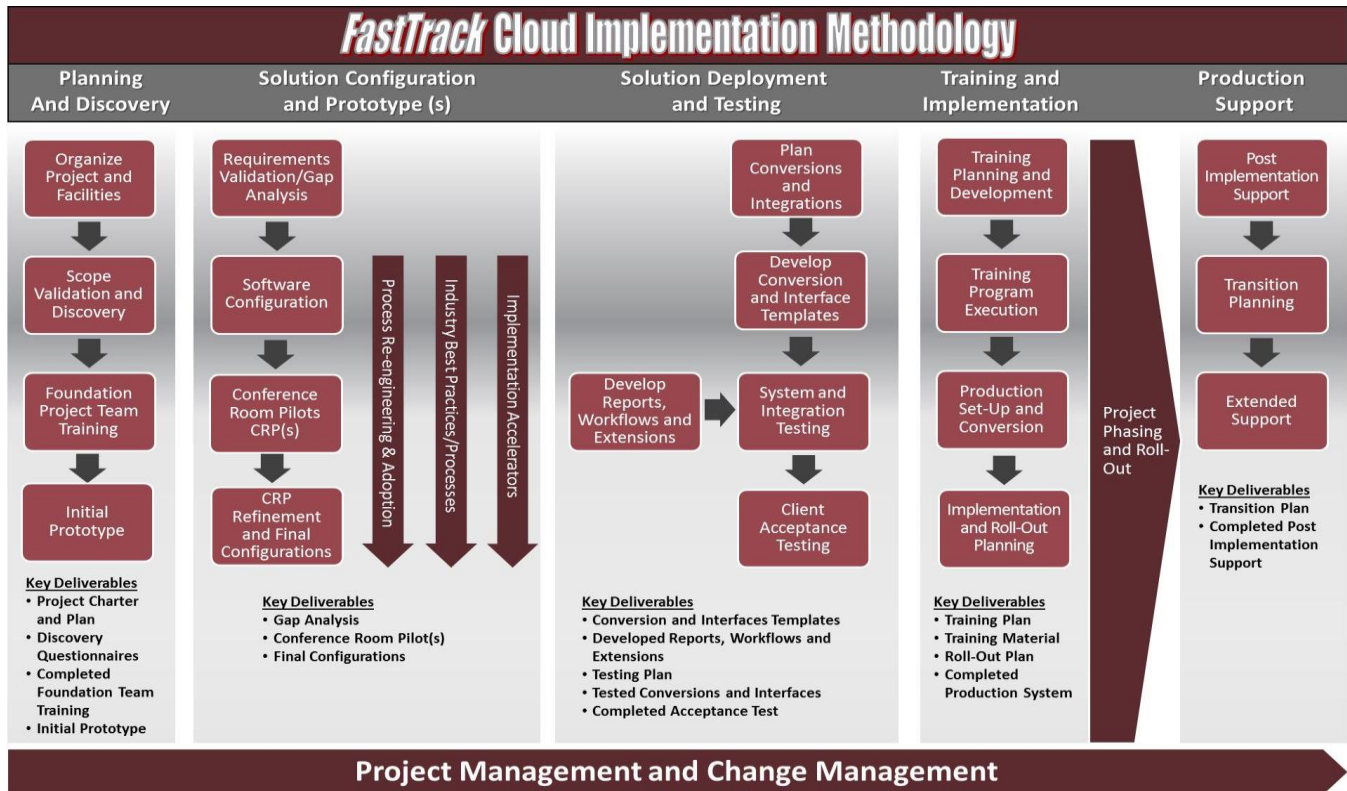 FastTrack Cloud Implementation Methodology
Planning
And Discovery
Solution Configuration
and Prototype (s)
Solution Deployment
and Testing
Training and
Implementation
Production
Support
Organize
Project and
Facilities
Scope
Validation and
Discovery
Foundation
Project Team
Training
Initial
Prototype
Key Deliverables
• Project Charter
and Plan
• Discovery
Questionnaires
• Completed
Foundation Team
Training
• Initial Prototype
Requirements
Validation/Gap
Analysis
Software
Configuration
Conference
Room Pilots
CRP(s)
CRP
Refinement
and Final
Configurations
Process Re-engineering & Adoption
Industry Best Practices/Processes
Implementation Accelerators
Key Deliverables
• Gap Analysis
• Conference Room Pilot(s)
• Final Configurations
Plan
Conversions
and
Integrations
Develop
Conversion
and Interface
Templates
Develop
Reports,
Workflows and
Extensions
System and
Integration
Testing
Client
Acceptance
Testing
Key Deliverables
• Conversion and Interfaces Templates
• Developed Reports, Workflows and
Extensions
• Testing Plan
• Tested Conversions and Interfaces
• Completed Acceptance Test
Training
Planning and
Development
Training
Program
Execution
Production
Set-Up and
Conversion
Implementation
and Roll-Out
Planning
Key Deliverables
• Training Plan
• Training Material
• Roll-Out Plan
• Completed
Production System
Project
Phasing
and Roll-
Out
Post
Implementation
Support
Transition
Planning
Extended
Support
Key Deliverables
• Transition Plan
• Completed Post
Implementation
Support
Project Management and Change Management